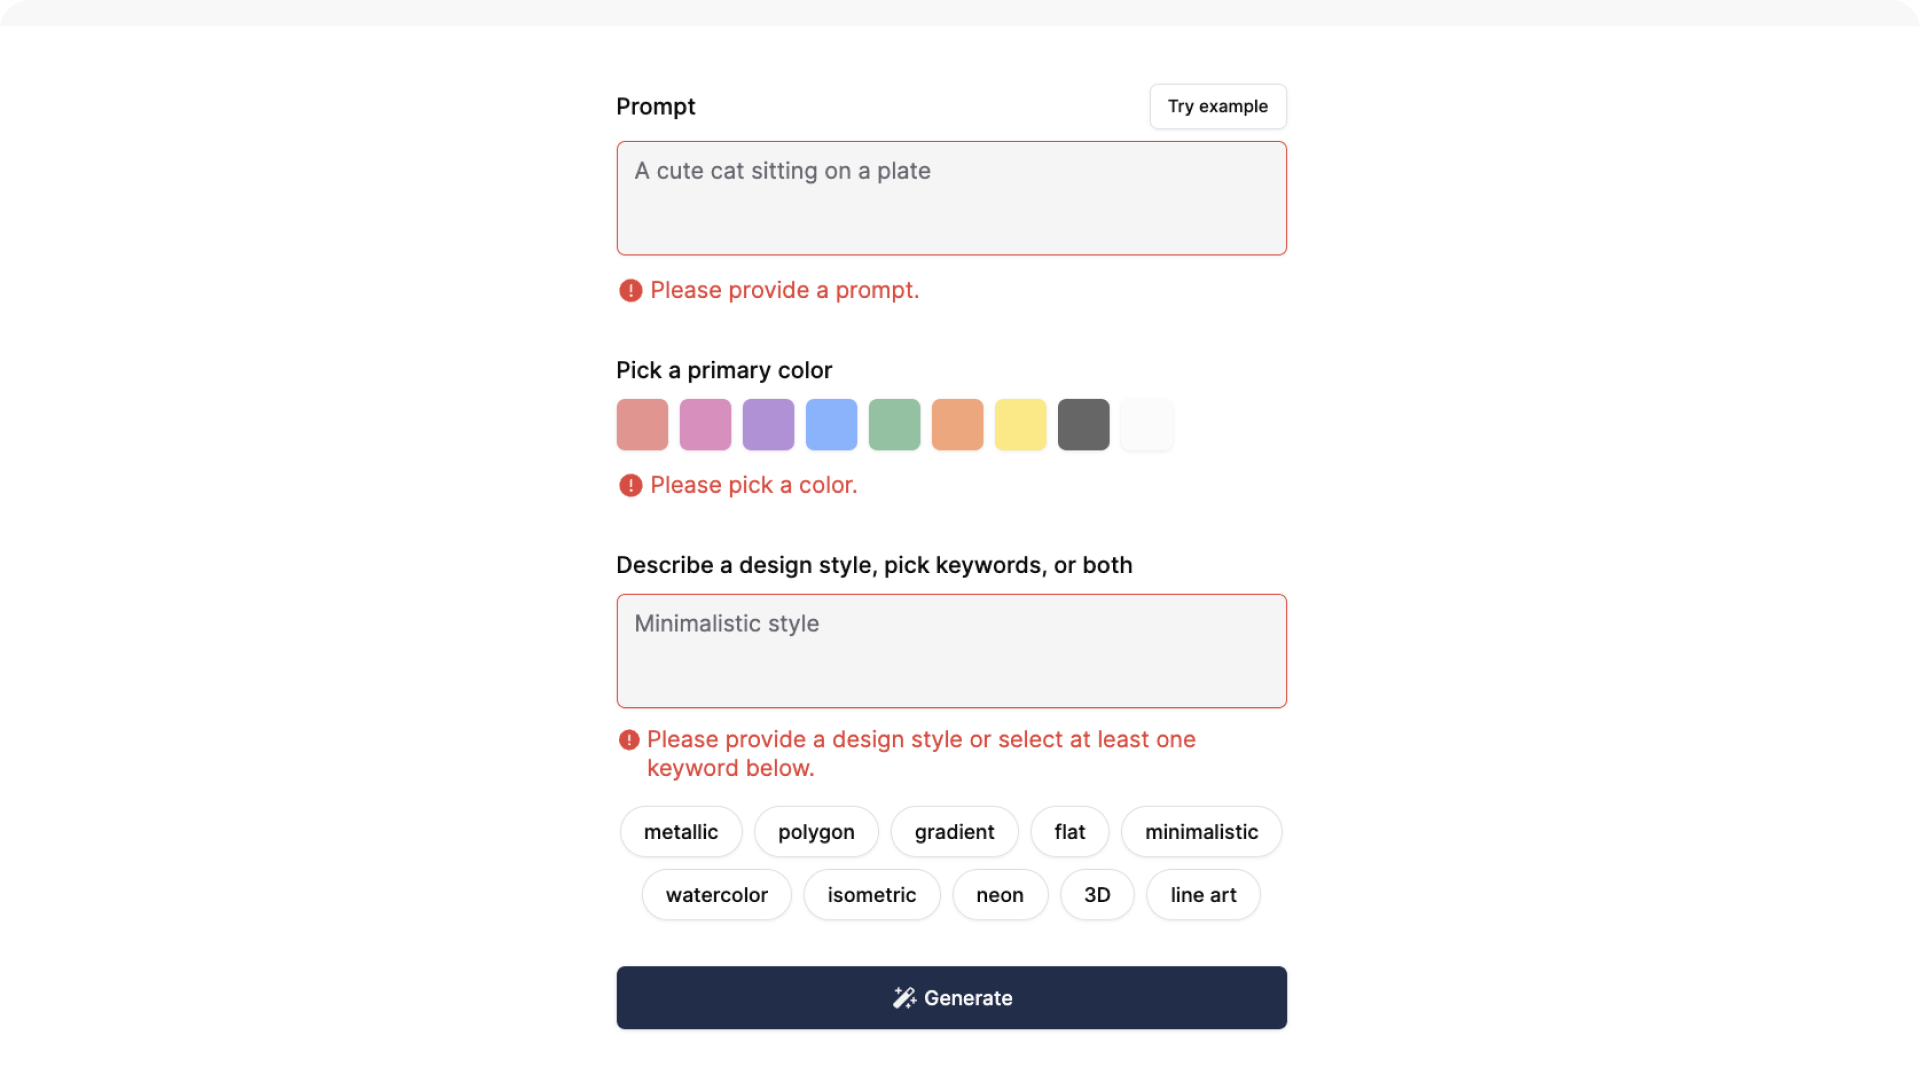 Prompt
Try example
A cute cat sitting on a plate
Please provide a prompt.
Pick a primary color
Please pick a color.
Describe a design style, pick keywords, or both
Minimalistic style
Please provide a design style or select at least one
keyword below.
metallic polygon gradient flat minimalistic
watercolor isometric neon 3D line art
Generate